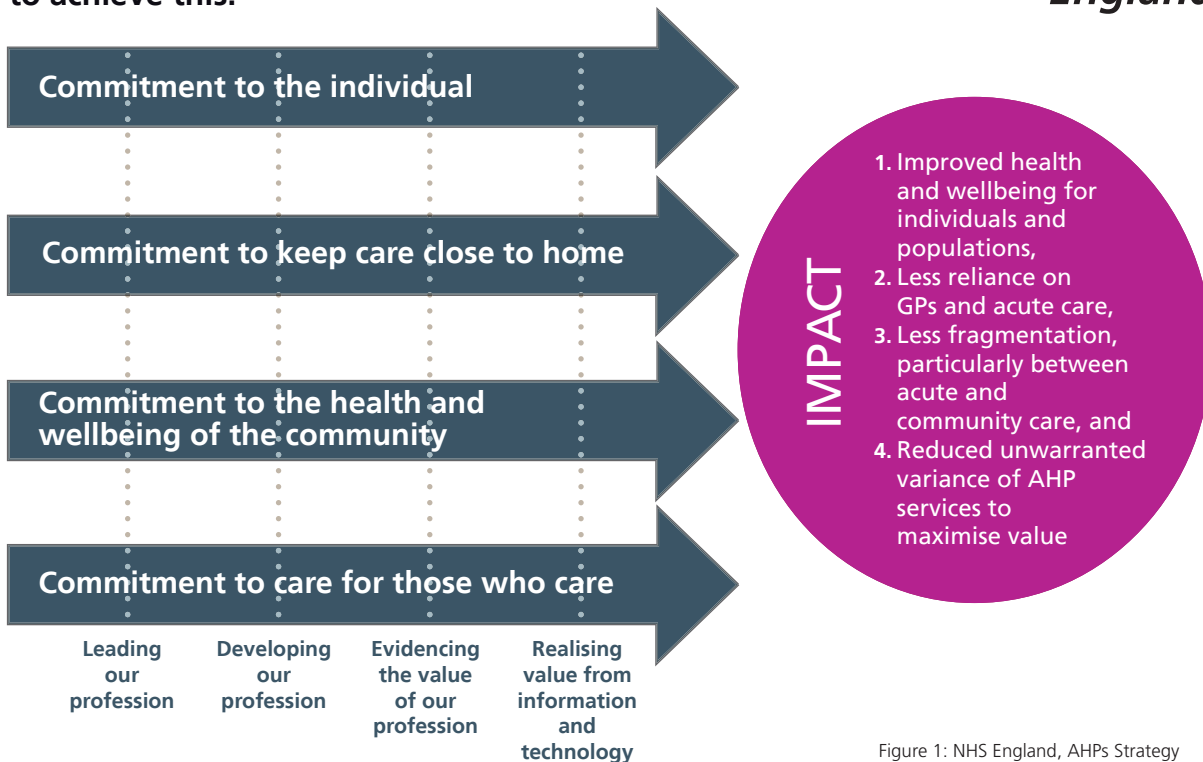 to achieve this.
England
Commitment to the individual
Commitment to keep care close to home
Commitment to the health and
wellbeing of the community
Commitment to care for those who care
Leading
our
profession
Developing
our
profession
Evidencing
the value
of our
profession
Realising
value from
information
and
technology
IMPACT
1. Improved health
and wellbeing for
individuals and
populations,
2. Less reliance on
GPs and acute care,
3. Less fragmentation,
particularly between
acute and
community care, and
4. Reduced unwarranted
variance of AHP
services to
maximise value
Figure 1: NHS England, AHPs Strategy